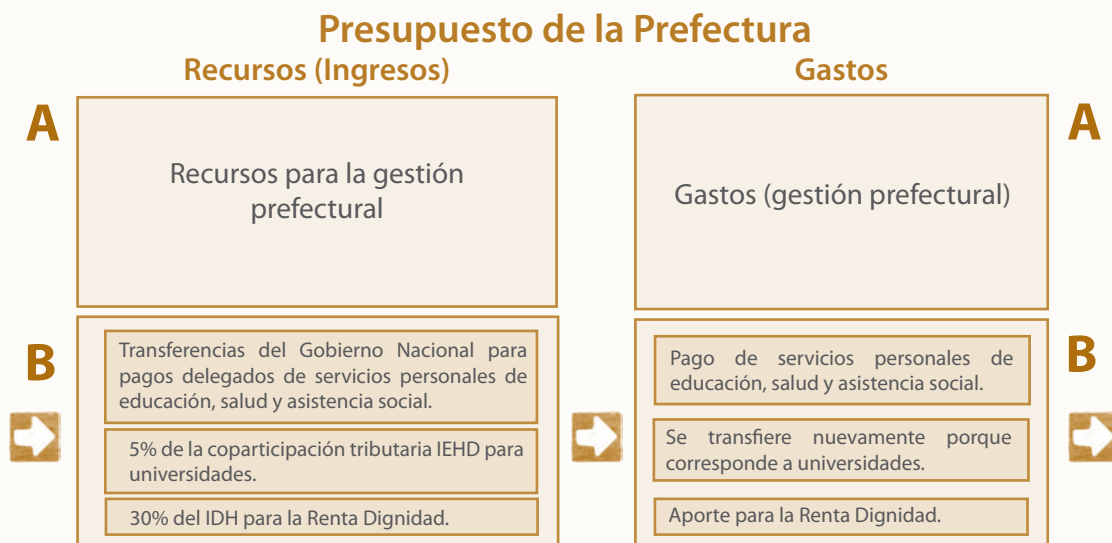 Presupuesto de la Prefectura
Recursos (Ingresos)
Gastos
A
Recursos para la gestión
prefectural
Gastos (gestión prefectural)
A
B
Transferencias del Gobierno Nacional para
pagos delegados de servicios personales de
educación, salud y asistencia social.
5% de la coparticipación tributaria IEHD para
universidades.
30% del IDH para la Renta Dignidad.
Pago de servicios personales de
educación, salud y asistencia social.
Se transfiere nuevamente porque
corresponde a universidades.
Aporte para la Renta Dignidad.
B